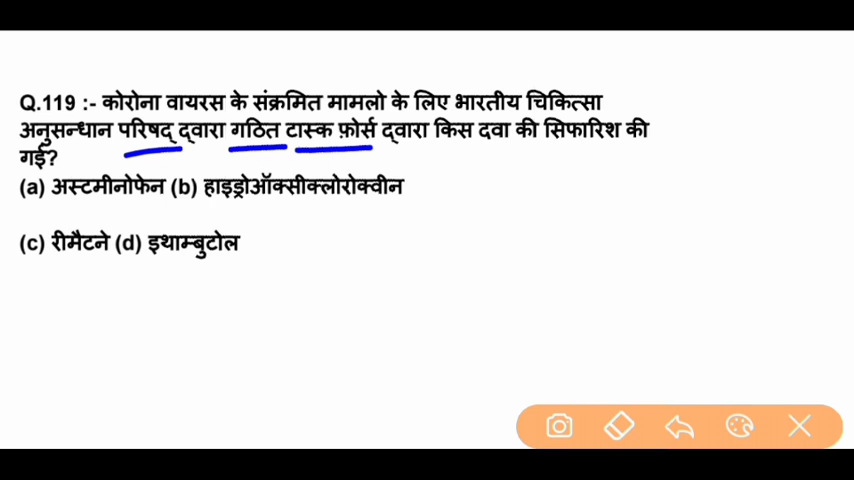 Q.119 :- कोरोना वायरस के संक्रमित मामलो के लिए भारतीय चिकित्सा
अनुसन्धान परिषद् द्वारा गठित टास्क फ़ोर्स द्वारा किस दवा की सिफारिश की
गई?
(a) अस्टमीनोफेन (b) हाइड्रोऑक्सीक्लोरोक्वीन
(c) रीमैटने (d) इथाम्बुटोल